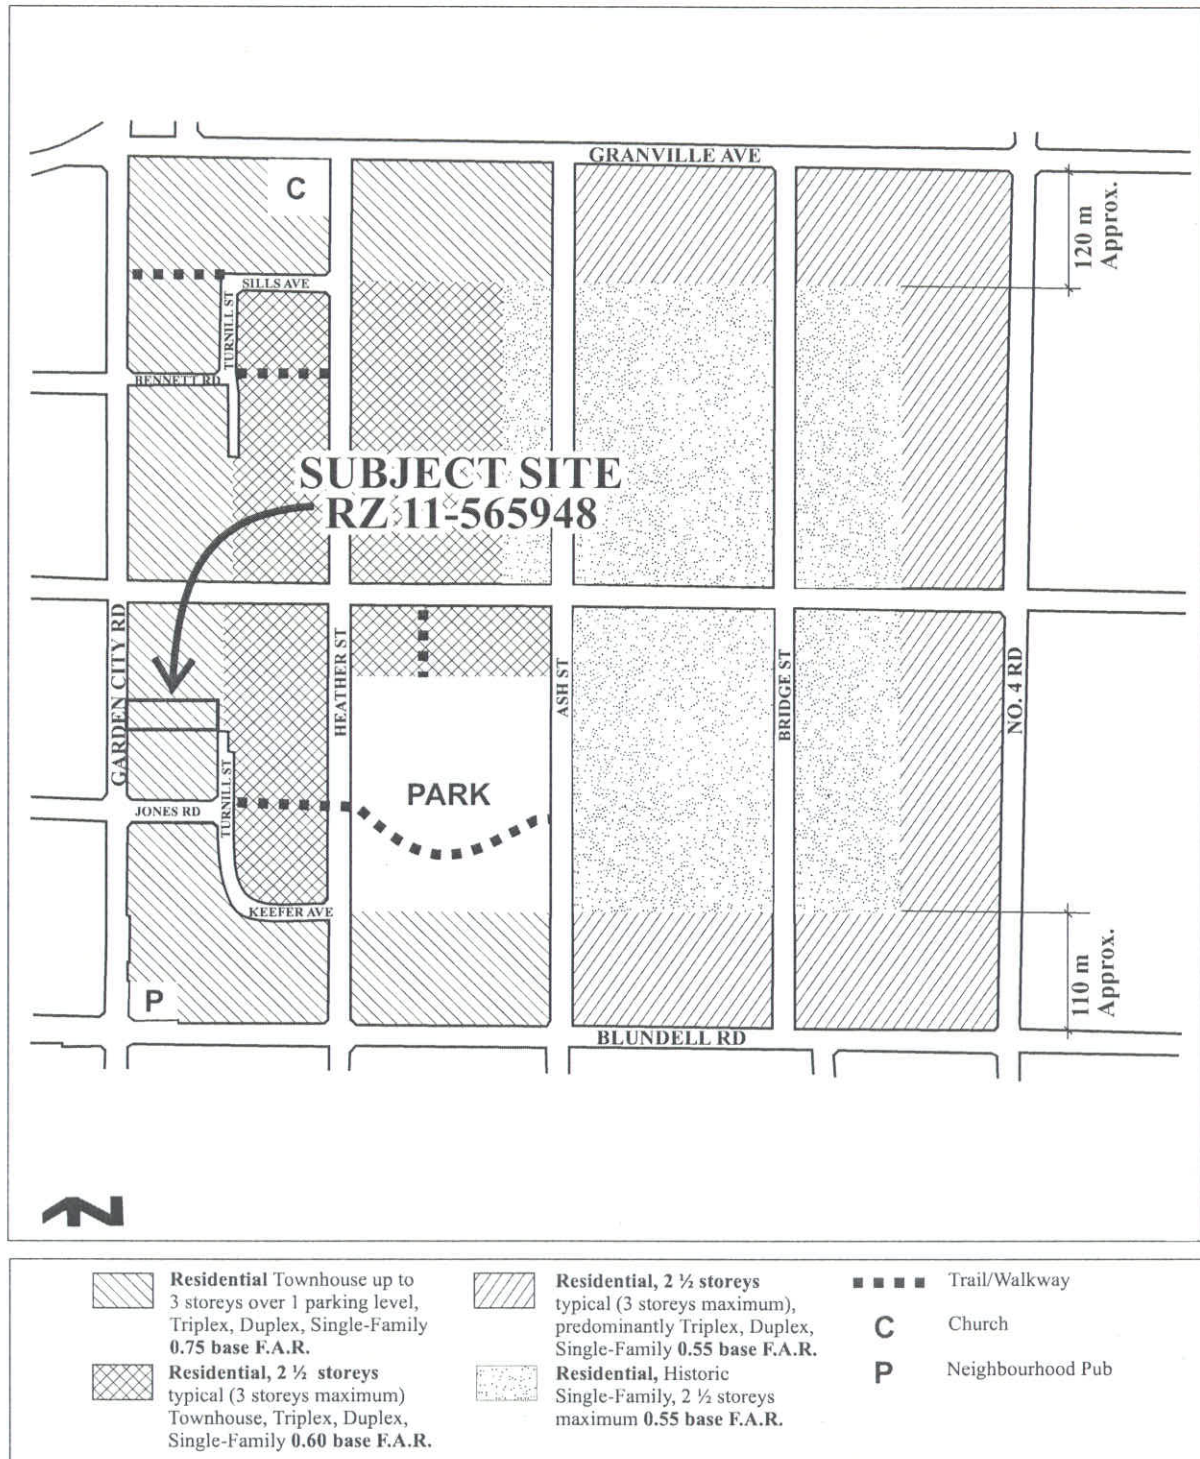 GRANVILLE AVE
C
120 m
Approx.
SILLS AVE
TURNILL ST
BENNETT RD
SUBJECT SITE
RZ 11-565948
GARDEN CITY RD
HEATHER ST
ASH ST
BRIDGE ST
NO. 4 RD
TURNILL ST
PARK
JONES RD
KEEFER AVE
P
110 m
Approx.
BLUNDELL RD
N
Residential Townhouse up to
3 storeys over 1 parking level,
Triplex, Duplex, Single-Family
0.75 base F.A.R.
Residential, 2 ½ storeys
typical (3 storeys maximum)
Townhouse, Triplex, Duplex,
Single-Family 0.60 base F.A.R.
Residential, 2 ½ storeys
typical (3 storeys maximum),
predominantly Triplex, Duplex,
Single-Family 0.55 base F.A.R.
Residential, Historic
Single-Family, 2 ½ storeys
maximum 0.55 base F.A.R.
Trail/Walkway
C Church
P Neighbourhood Pub